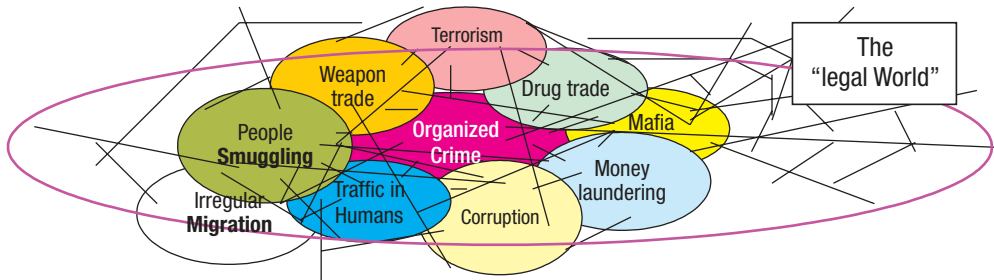 Terrorism
The
“legal World”
Weapon
trade
Drug trade
Mafia
People
Smuggling
Organized
Crime
Money
laundering
Irregular
Migration
Traffic in
Humans
Corruption